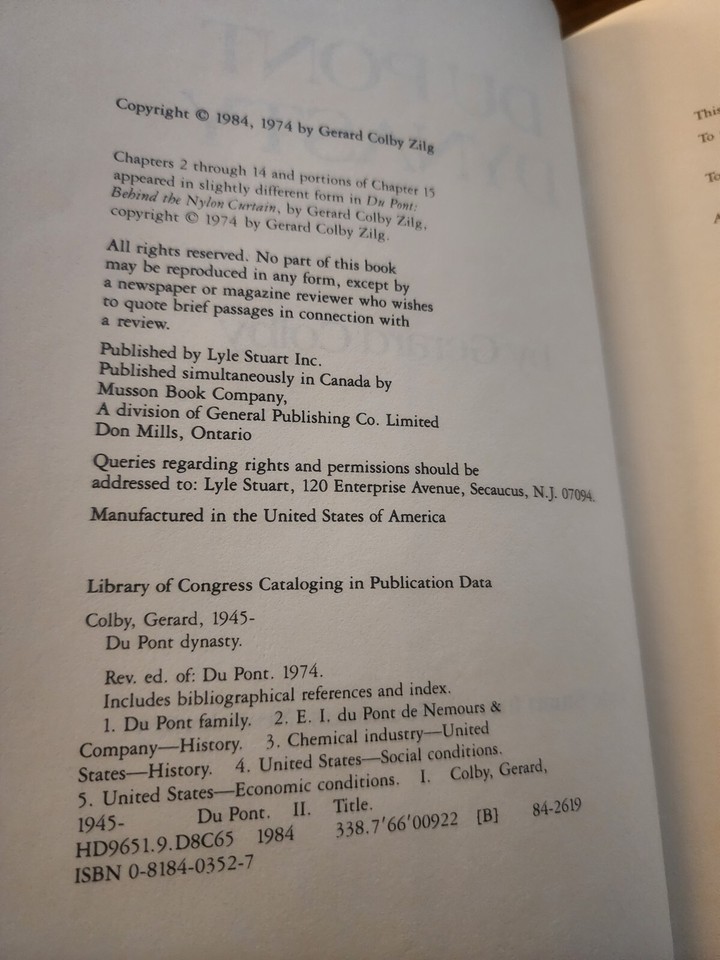 Copyright © 1984, 1974 by Gerard Colby Zilg
Chapters 2 through 14 and portions of Chapter 15
appeared in slightly different form in Du Pont:
Behind the Nylon Curtain, by Gerard Colby Zilg,
copyright © 1974 by Gerard Colby Zilg.
All rights reserved. No part of this book
may be reproduced in any form, except by
a newspaper or magazine reviewer who wishes
to quote brief passages in connection with
a review.
Published by Lyle Stuart Inc.
Published simultaneously in Canada by
Musson Book Company,
A division of General Publishing Co. Limited
Don Mills, Ontario
Queries regarding rights and permissions should be
addressed to: Lyle Stuart, 120 Enterprise Avenue, Secaucus, N.J. 07094.
Manufactured in the United States of America
Library of Congress Cataloging in Publication Data
Colby, Gerard, 1945-
Du Pont dynasty.
Rev. ed. of: Du Pont. 1974.
Includes bibliographical references and index.
1. Du Pont family. 2. E. I. du Pont de Nemours &
Company—History. 3. Chemical industry—United
States—History. 4. United States—Social conditions.
5. United States—Economic conditions. I. Colby, Gerard,
1945- Du Pont. II. Title.
HD9651.9.D8C65 1984 338.7'66'00922 [B] 84-2619
ISBN 0-8184-0352-7
This
To
To